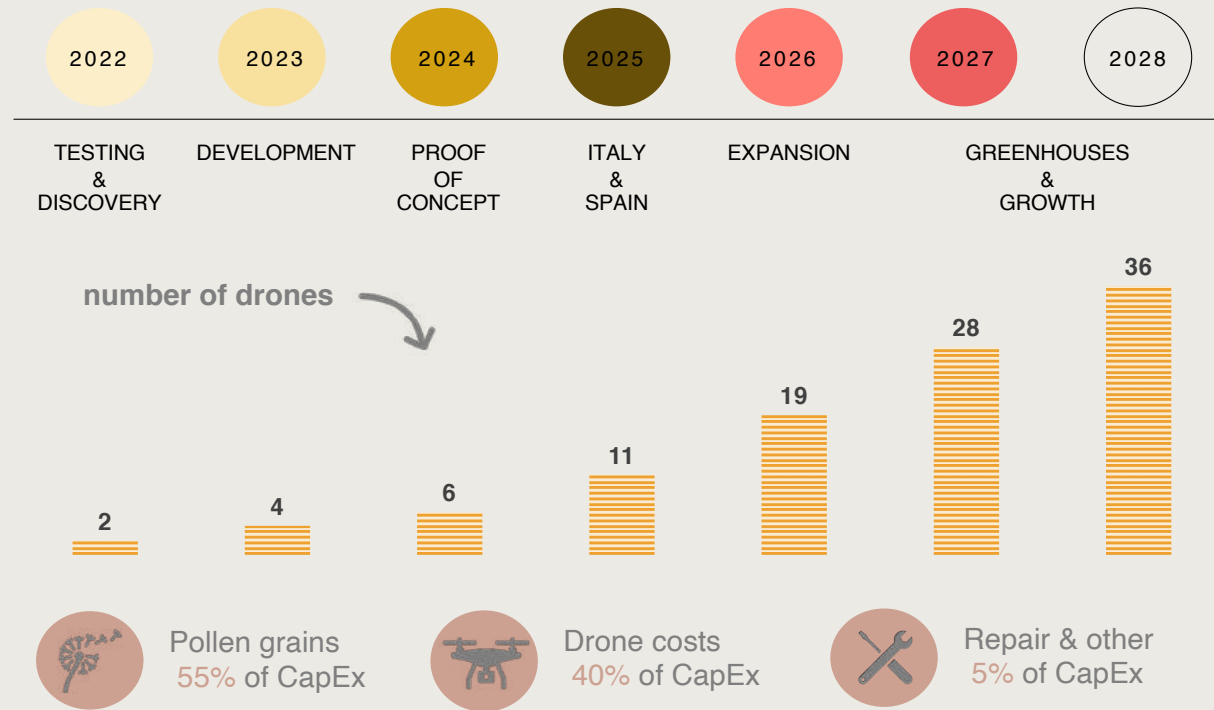 2022
2023
2024
2025
2026
2027
2028
TESTING
&
DISCOVERY
DEVELOPMENT
PROOF
OF
CONCEPT
ITALY
&
SPAIN
EXPANSION
GREENHOUSES
&
GROWTH
number of drones
2
4
6
11
19
28
36
Pollen grains
55% of CapEx
Drone costs
40% of CapEx
Repair & other
5% of CapEx